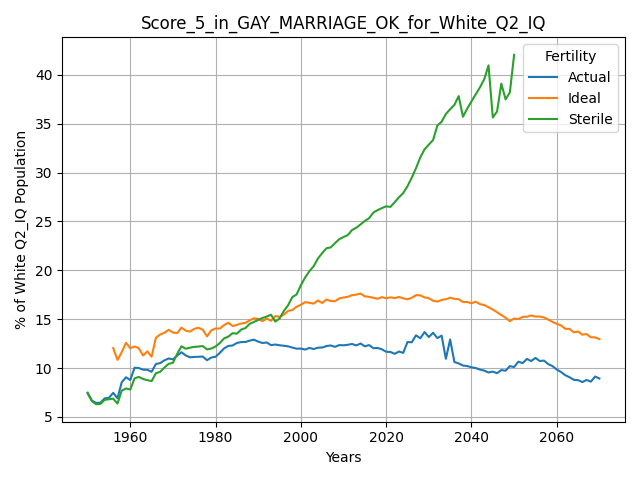 Score_5_in_GAY_MARRIAGE_OK_for_White_Q2_IQ
% of White Q2_IQ Population
40
35
30
25
20
15
10
5
Fertility
Actual
Ideal
Sterile
1960
1980
2000
2020
2040
2060
Years